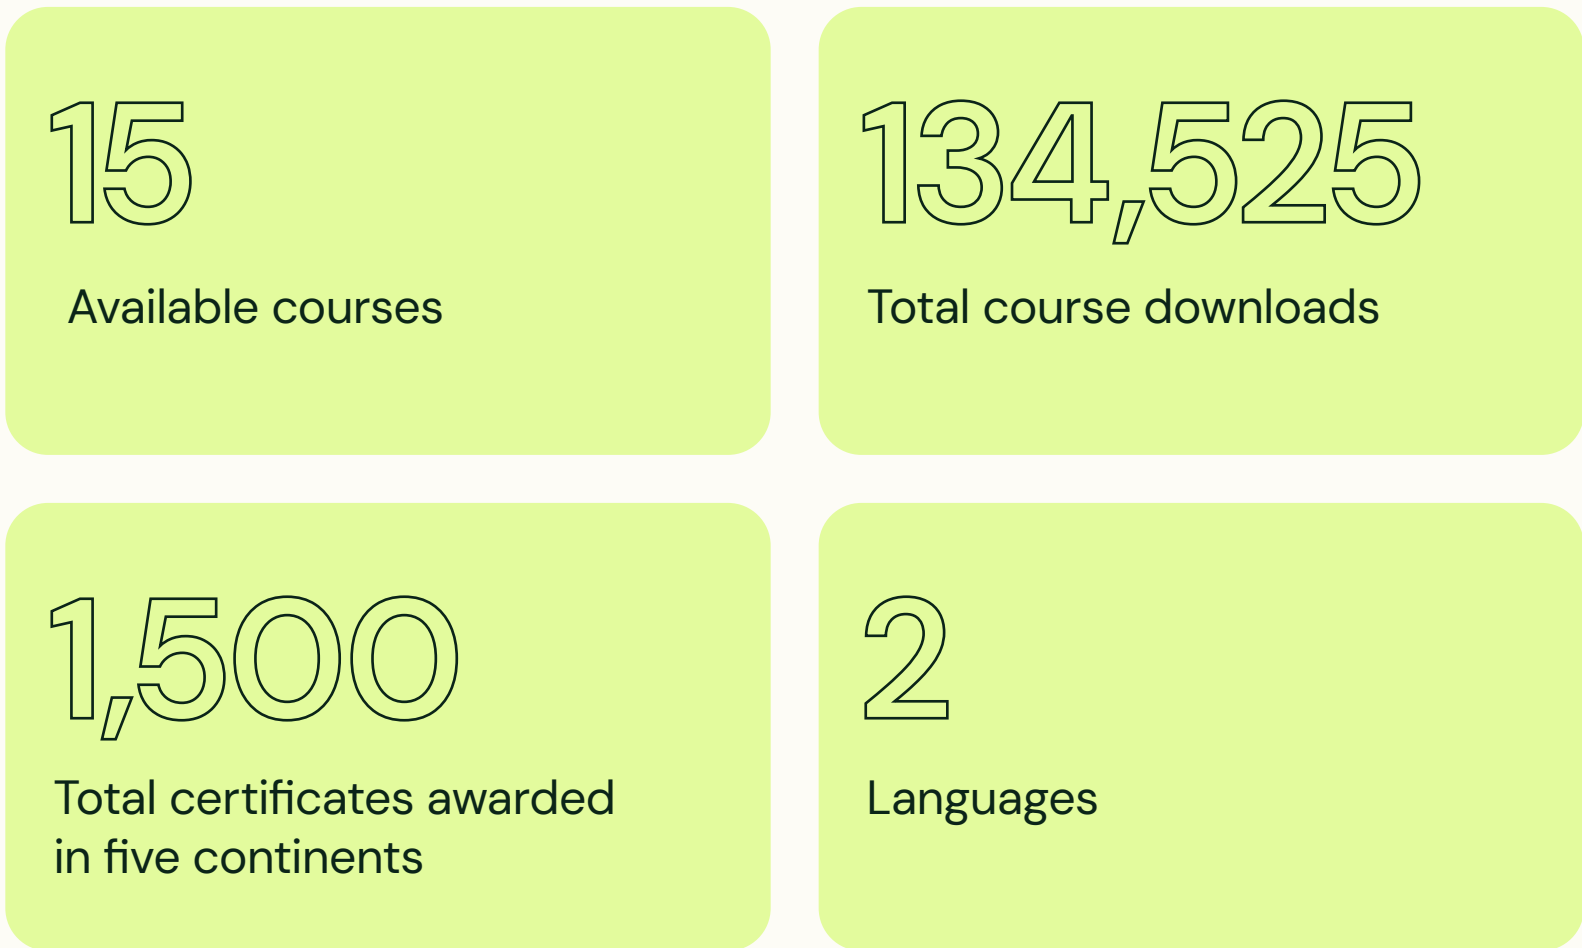 15
Available courses
134,525
Total course downloads
1,500
Total certificates awarded
in five continents
2
Languages